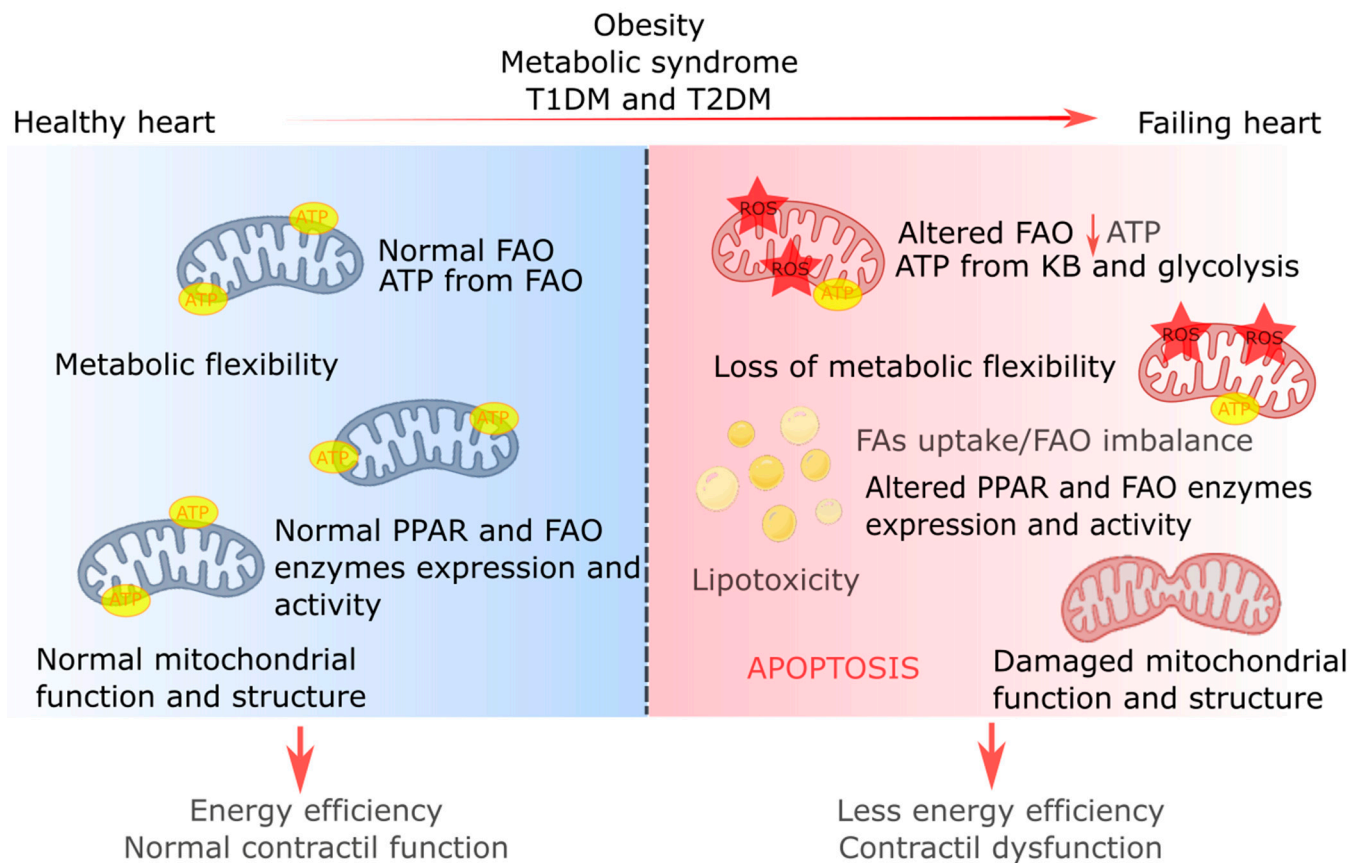 Obesity
Metabolic syndrome
T1DM and T2DM
Healthy heart
Failing heart
ATP
ATP
Normal FAO
ATP from FAO
Metabolic flexibility
ATP
ATP
ATP
ATP
Normal PPAR and FAO
enzymes expression and
activity
Normal mitochondrial
function and structure
Energy efficiency
Normal contractil function
ROS
ROS
ATP
Altered FAO ↓ ATP
ATP from KB and glycolysis
ROS
ROS
ATP
Loss of metabolic flexibility
FAs uptake/FAO imbalance
Altered PPAR and FAO enzymes
expression and activity
Lipotoxicity
APOPTOSIS
Damaged mitochondrial
function and structure
Less energy efficiency
Contractil dysfunction